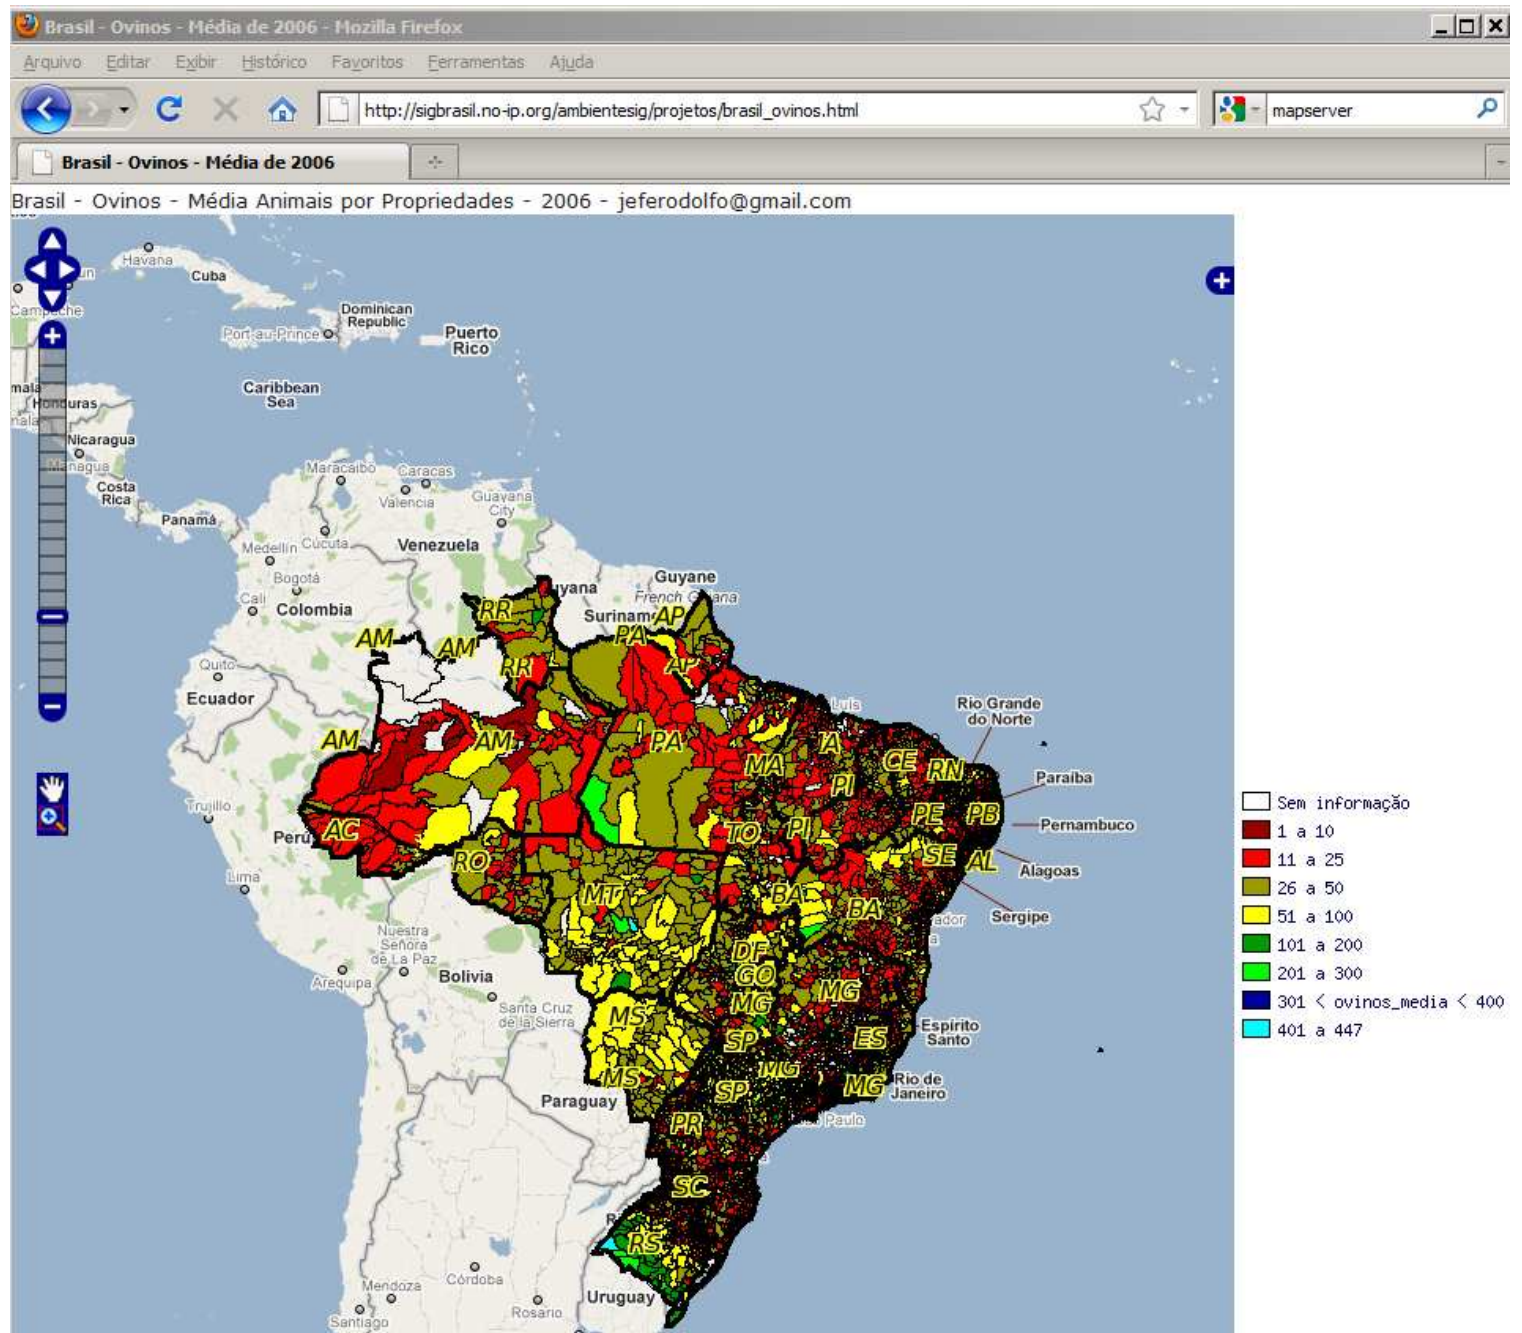 Brasil - Ovinos - Média de 2006 - Mozilla Firefox
Arquivo Editar Exibir Histórico Favoritos Ferramentas Ajuda
http://sigbrasil.no-ip.org/ambientesig/projetos/brasil_ovinos.html
mapserver
Brasil - Ovinos - Média de 2006
Brasil - Ovinos - Média Animais por Propriedades - 2006 - jeferodolfo@gmail.com
Havana
Cuba
Campeche
Dominican
Republic
Port-au-Prince
Puerto
Rico
Caribbean
Sea
Honduras
Nicaragua
Managua
Costa
Rica
Panamá
Maracaibo
Caracas
Valencia
Guayana
City
Medellín
Cúcuta
Venezuela
Bogotá
Cali
Colombia
Guyane
French Guiana
Suriname
RR
AP
PA
AM
AM
RR
AP
Quito
Ecuador
Rio Grande
do Norte
AM
AM
PA
MA
CE
RN
PI
Paraíba
Trujillo
Perú
AC
TO
PI
PE
PB
Pernambuco
RO
SE
AL
Alagoas
Lima
MT
BA
BA
Sergipe
Nuestra
Señora
de La Paz
DF
GO
Arequipa
Bolivia
MG
MG
Santa Cruz
de la Sierra
MS
SP
ES
Espírito
Santo
MG
MS
SP
MG
Rio de
Janeiro
Paraguay
Paulo
PR
SC
RS
Córdoba
Mendoza
Uruguay
Rosario
Santiago
Sem informação
1 a 10
11 a 25
26 a 50
51 a 100
101 a 200
201 a 300
301 < ovinos_media < 400
401 a 447